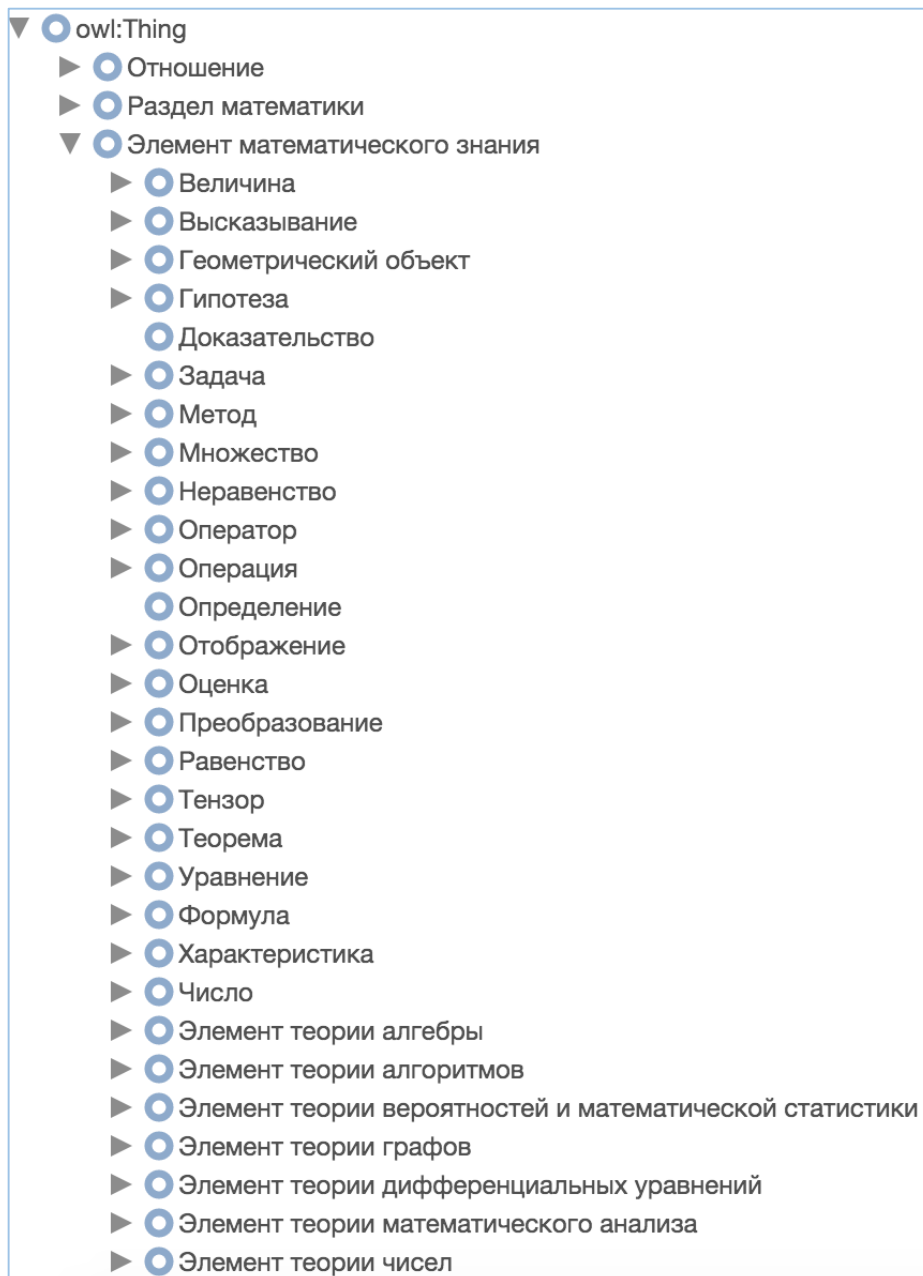 owl:Thing
Отношение
Раздел математики
Элемент математического знания
Величина
Высказывание
Геометрический объект
Гипотеза
Доказательство
Задача
Метод
Множество
Неравенство
Оператор
Операция
Определение
Отображение
Оценка
Преобразование
Равенство
Тензор
Теорема
Уравнение
Формула
Характеристика
Число
Элемент теории алгебры
Элемент теории алгоритмов
Элемент теории вероятностей и математической статистики
Элемент теории графов
Элемент теории дифференциальных уравнений
Элемент теории математического анализа
Элемент теории чисел